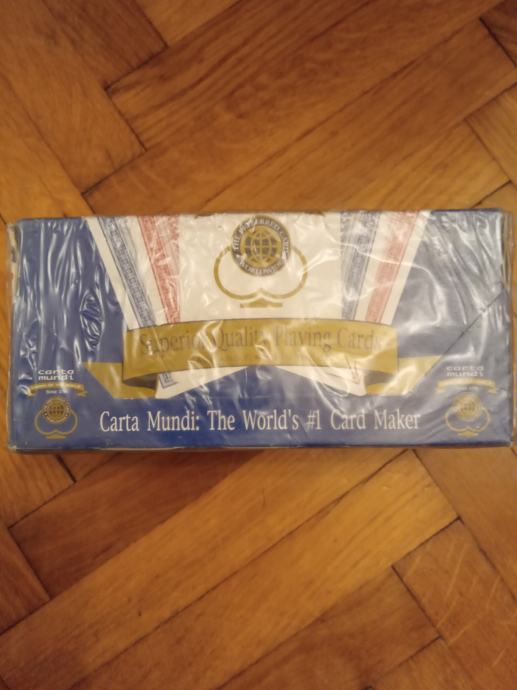 Superior Quality Playing Cards
carta
mundi
carta
mundi
Carta Mundi: The World's #1 Card Maker